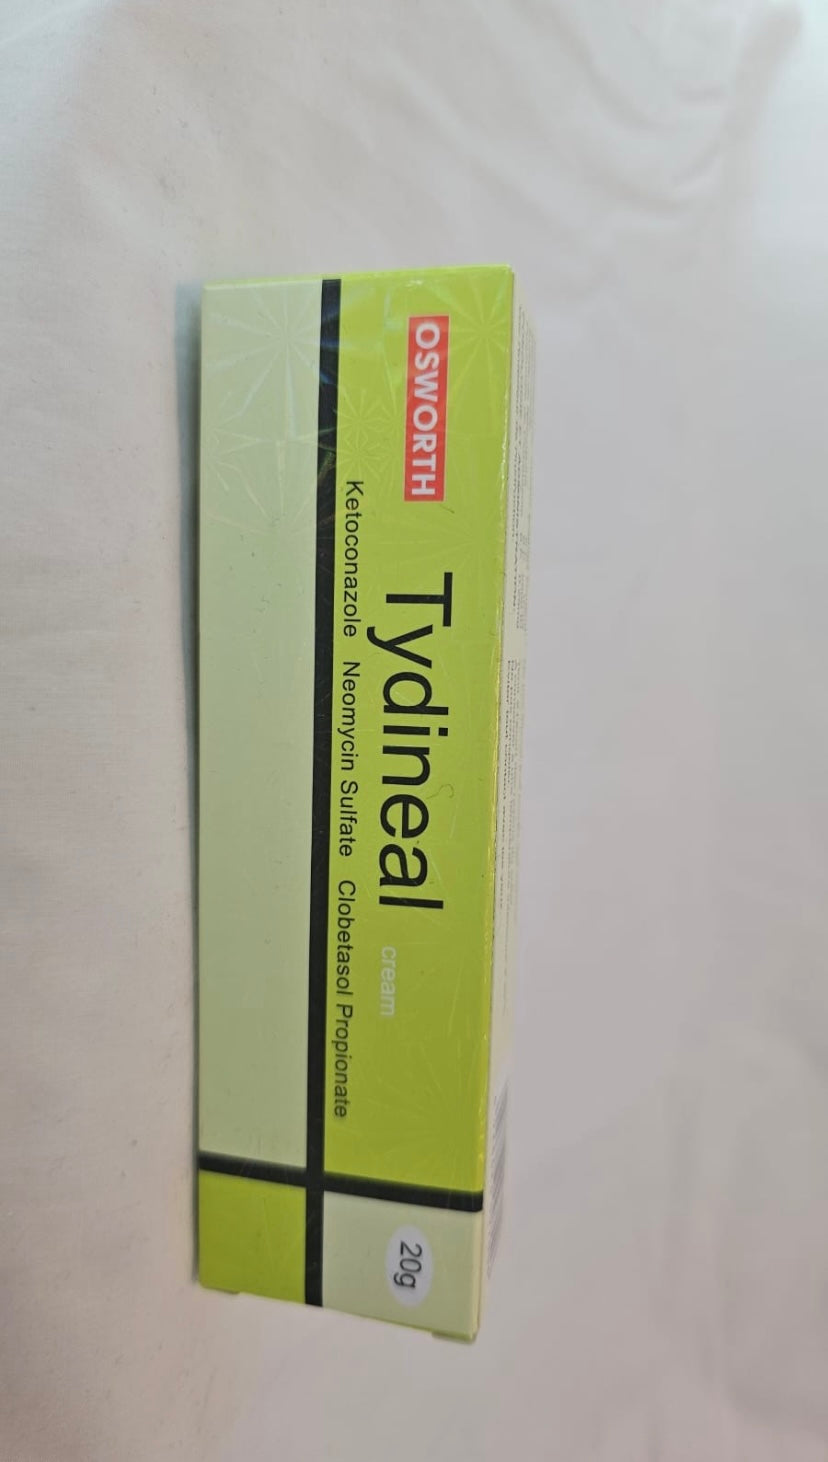 OSWORTH
Tydineal cream
Ketoconazole Neomycin Sulfate Clobetasol Propionate
20g